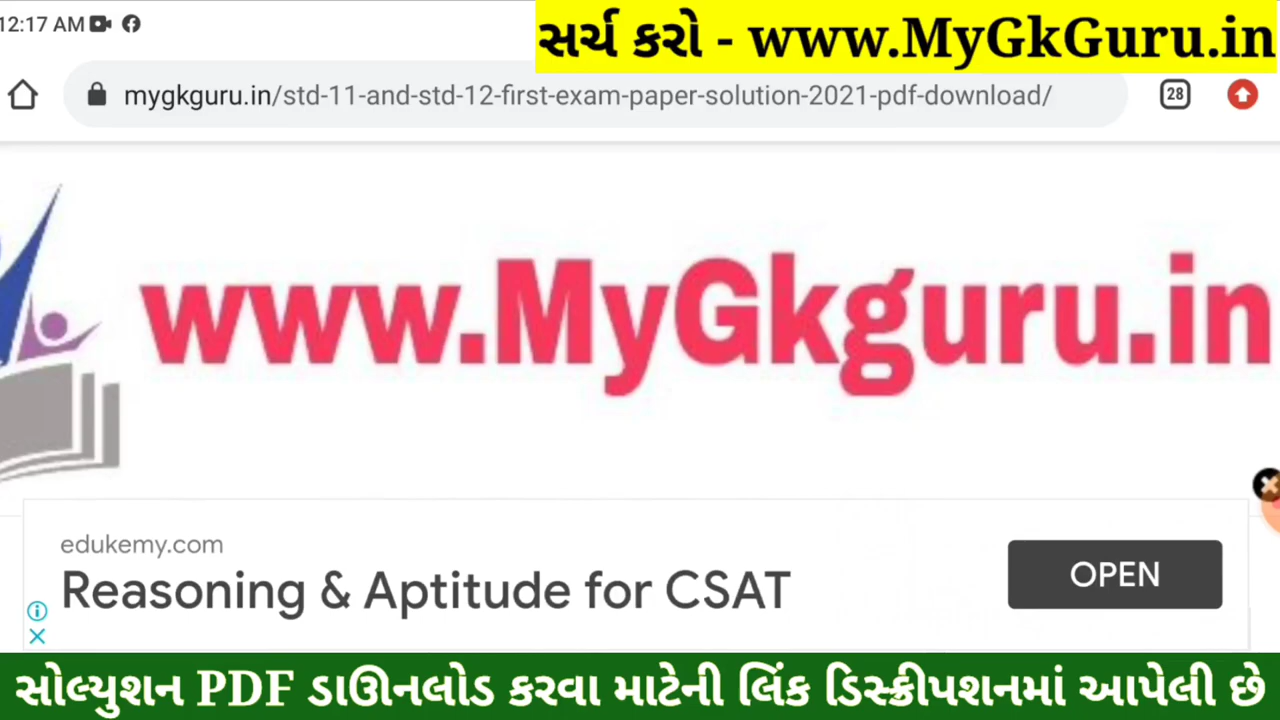 12:17 AM
સર્ચ કરો - www.MyGkGuru.in
mygkguru.in/std-11-and-std-12-first-exam-paper-solution-2021-pdf-download/
28
www.MyGkguru.in
edukemy.com
Reasoning & Aptitude for CSAT
OPEN
સોલ્યુશન PDF ડાઊનલોડ કરવા માટેની લિંક ડિસ્ક્રીપશનમાં આપેલી છે